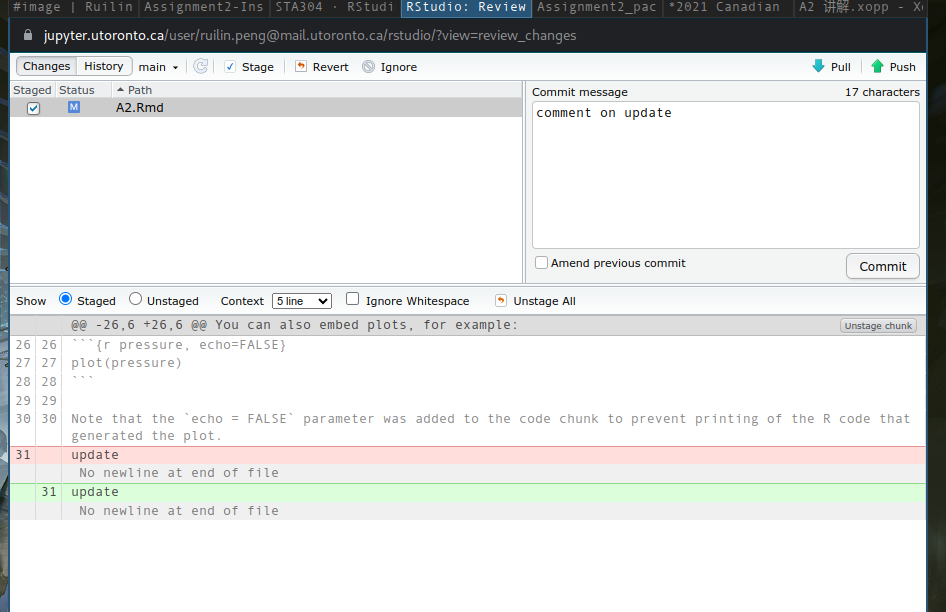 #image | Ruilin Assignment2-Ins STA304 · RStudi RStudio: Review Assignment2_pac *2021 Canadian A2 讲解.xopp - Xo
jupyter.utoronto.ca/user/ruilin.peng@mail.utoronto.ca/rstudio/?view=review_changes
Changes History main Stage Revert Ignore Pull Push
Staged Status Path Commit message 17 characters
M A2.Rmd
comment on update
Amend previous commit Commit
Show Staged Unstaged Context 5 line Ignore Whitespace Unstage All
@@ -26,6 +26,6 @@ You can also embed plots, for example: Unstage chunk
26 26 ```{r pressure, echo=FALSE}
27 27 plot(pressure)
28 28 ```
29 29
30 30 Note that the `echo = FALSE` parameter was added to the code chunk to prevent printing of the R code that
generated the plot.
31 update
No newline at end of file
31 update
No newline at end of file